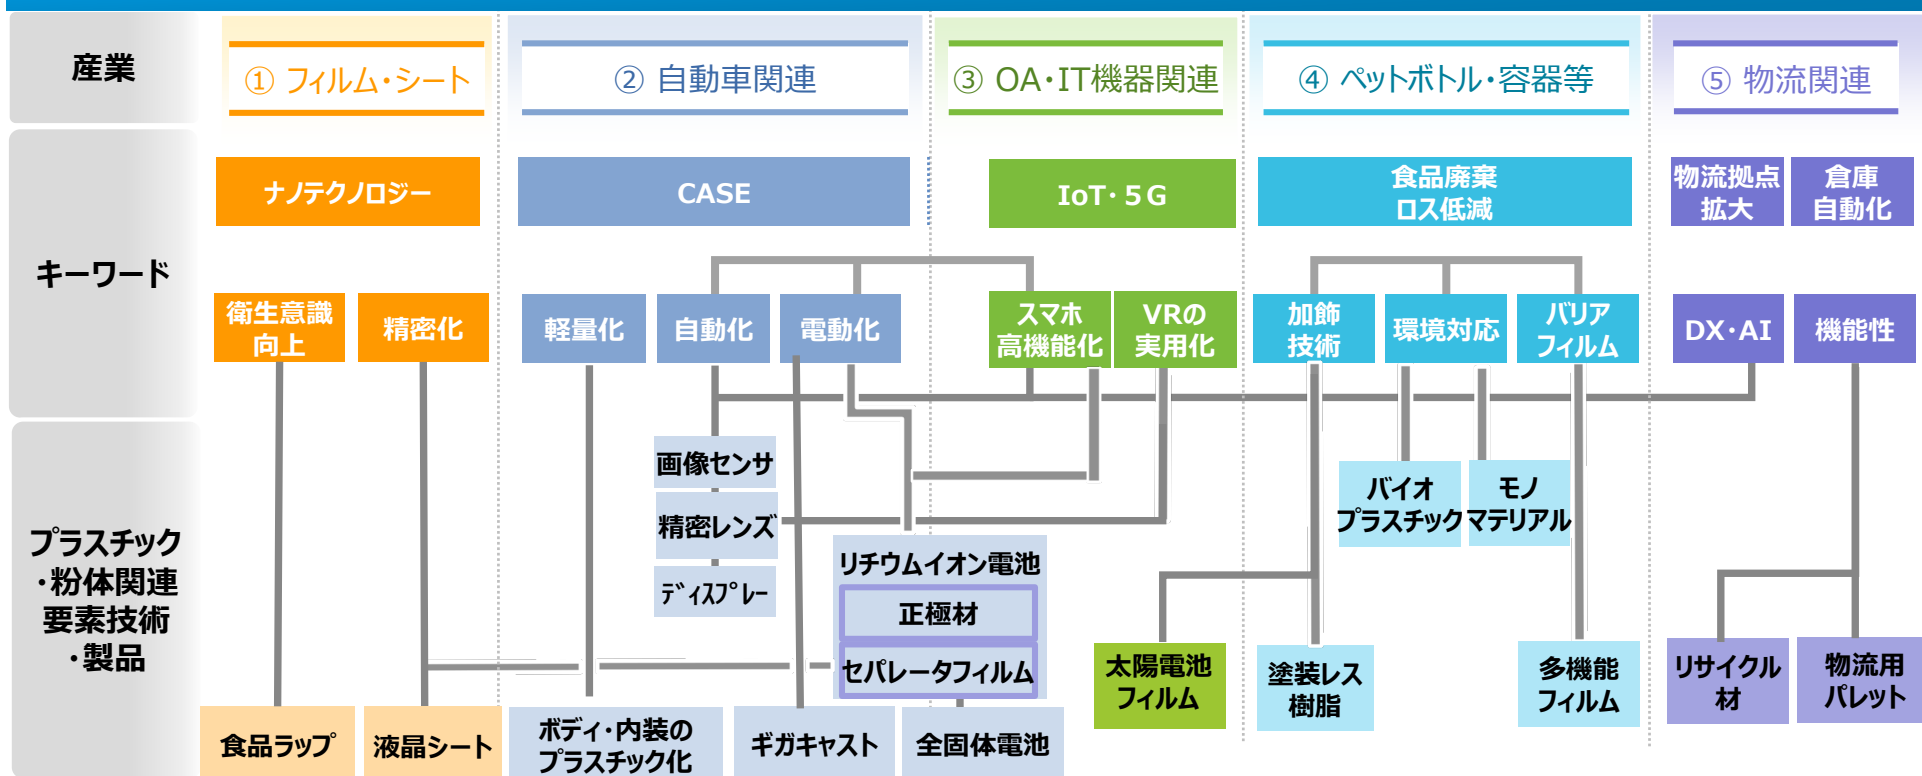 産業
① フィルム・シート
② 自動車関連
③ OA・IT機器関連
④ ペットボトル・容器等
⑤ 物流関連
キーワード
ナノテクノロジー
CASE
IoT・５Ｇ
食品廃棄
ロス低減
物流拠点
拡大
倉庫
自動化
衛生意識
向上
精密化
軽量化
自動化
電動化
スマホ
高機能化
VRの
実用化
加飾
技術
環境対応
バリア
フィルム
DX・AI
機能性
プラスチック
・粉体関連
要素技術
・製品
画像センサ
精密レンズ
ディスプレー
リチウムイオン電池
正極材
セパレータフィルム
バイオ
プラスチック
モノ
マテリアル
太陽電池
フィルム
塗装レス
樹脂
多機能
フィルム
リサイクル
材
物流用
パレット
食品ラップ
液晶シート
ボディ・内装の
プラスチック化
ギガキャスト
全固体電池